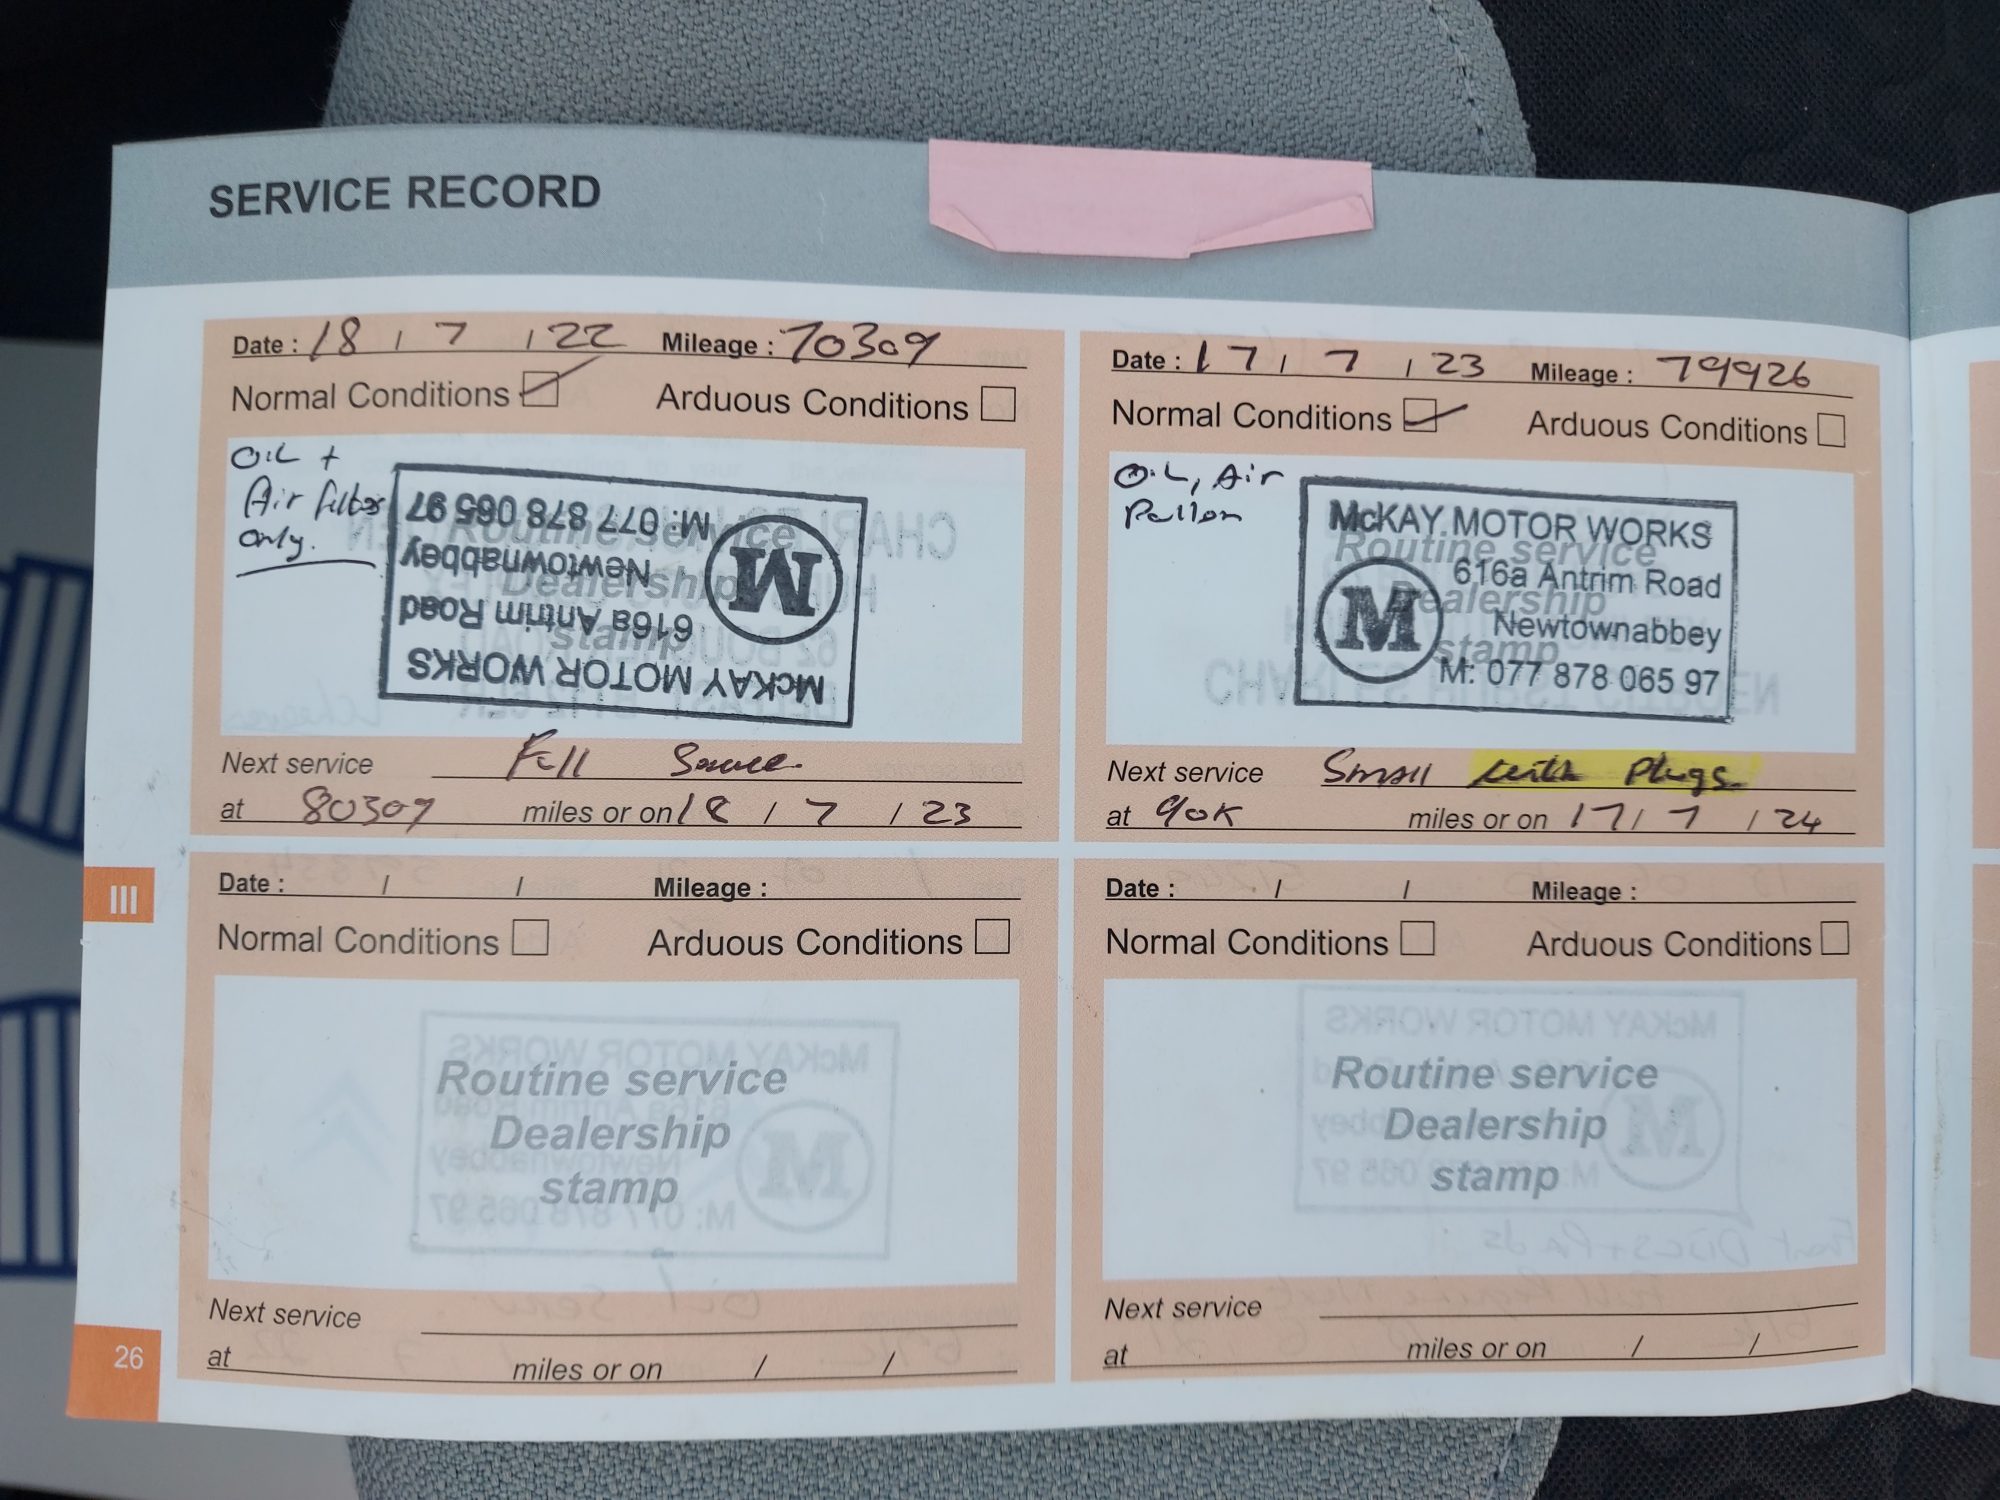 SERVICE RECORD
Date : 18 / 7 / 22 Mileage : 70309
Normal Conditions Arduous Conditions
OIL +
Air filter
only.
McKAY MOTOR WORKS
616a Antrim Road
Newtownabbey
M: 077 878 065 97
M
Routine service
Dealership
stamp
Next service Full Service
at 80309 miles or on 18 / 7 / 23
Date : 17 / 7 / 23 Mileage : 79926
Normal Conditions Arduous Conditions
OIL, Air
Pollen
McKAY MOTOR WORKS
616a Antrim Road
Newtownabbey
M: 077 878 065 97
M
Routine service
Dealership
stamp
Next service Small with Plugs
at 90K miles or on 17 / 7 / 24
Date : / / Mileage :
Normal Conditions Arduous Conditions
Routine service
Dealership
stamp
Next service
at miles or on / /
Date : / / Mileage :
Normal Conditions Arduous Conditions
Routine service
Dealership
stamp
Next service
at miles or on / /
III
26